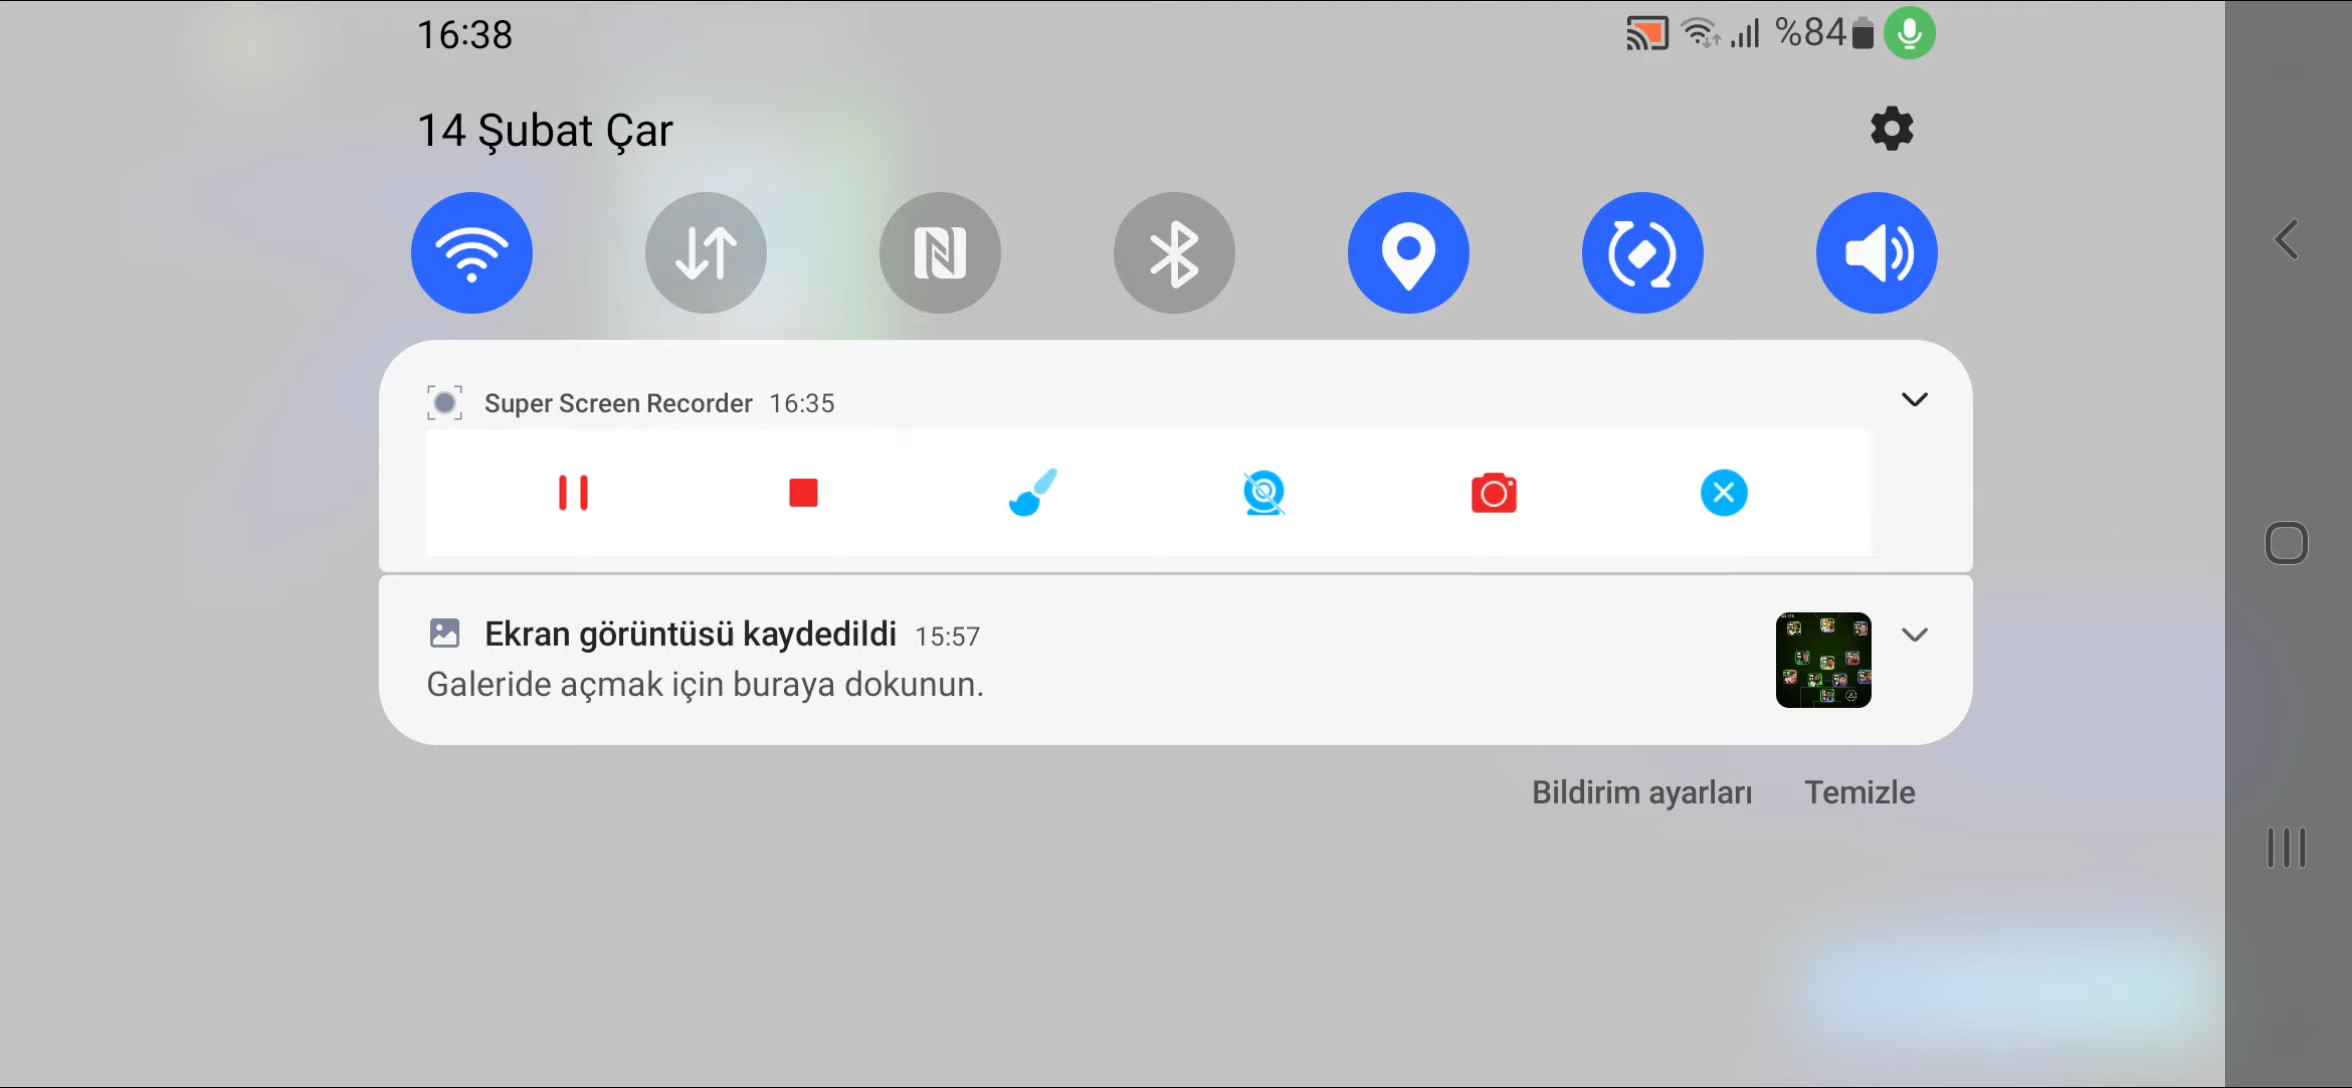 16:38
%84
14 Şubat Çar
Super Screen Recorder 16:35
Ekran görüntüsü kaydedildi 15:57
Galeride açmak için buraya dokunun.
Bildirim ayarları Temizle